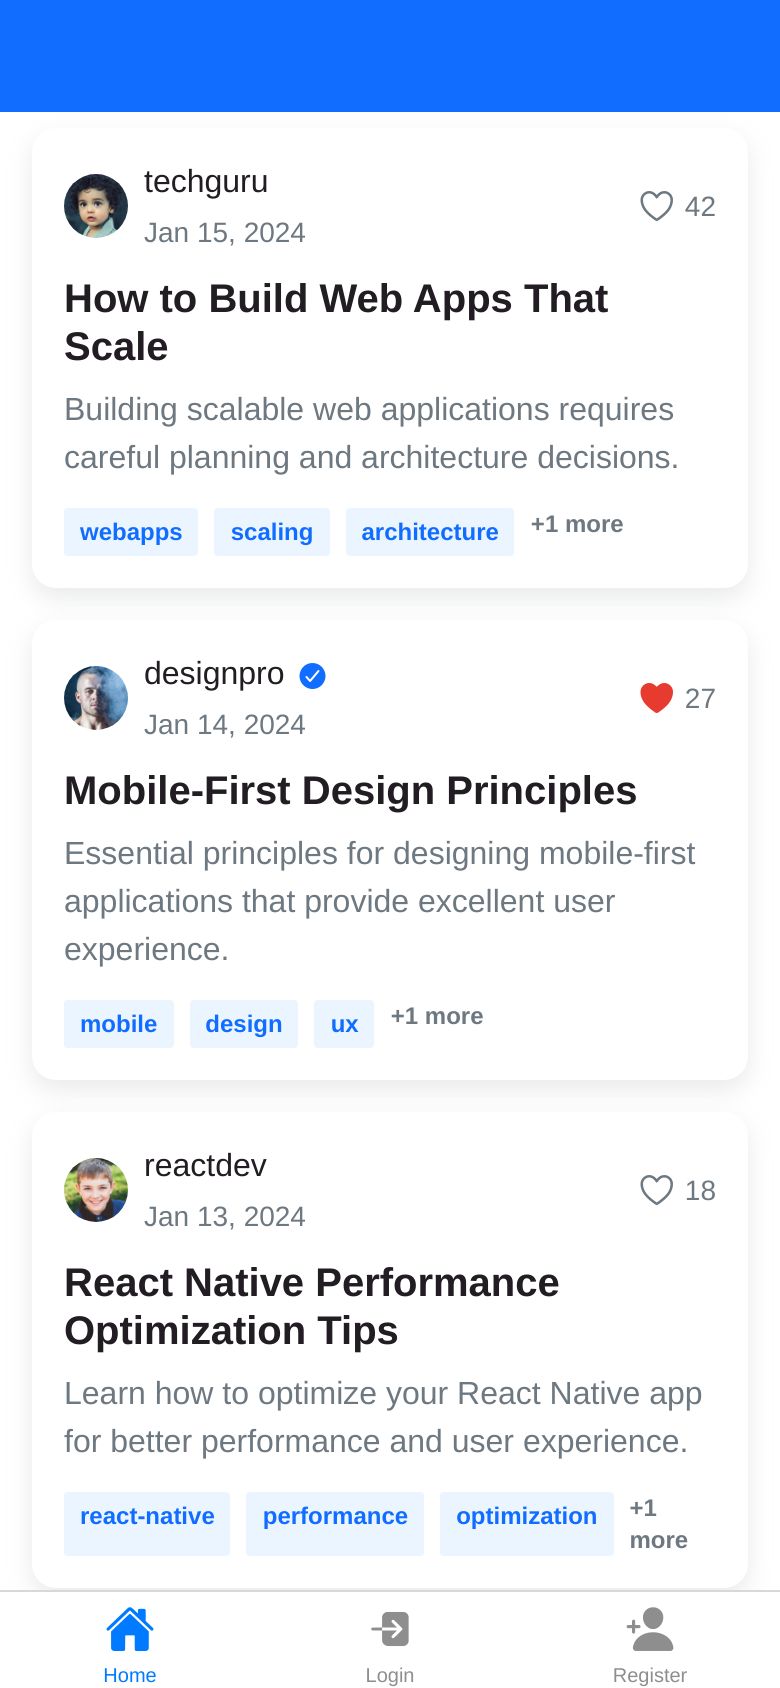 techguru
Jan 15, 2024
42
How to Build Web Apps That
Scale
Building scalable web applications requires
careful planning and architecture decisions.
webapps scaling architecture +1 more
designpro
Jan 14, 2024
27
Mobile-First Design Principles
Essential principles for designing mobile-first
applications that provide excellent user
experience.
mobile design ux +1 more
reactdev
Jan 13, 2024
18
React Native Performance
Optimization Tips
Learn how to optimize your React Native app
for better performance and user experience.
react-native performance optimization +1
more
Home Login Register